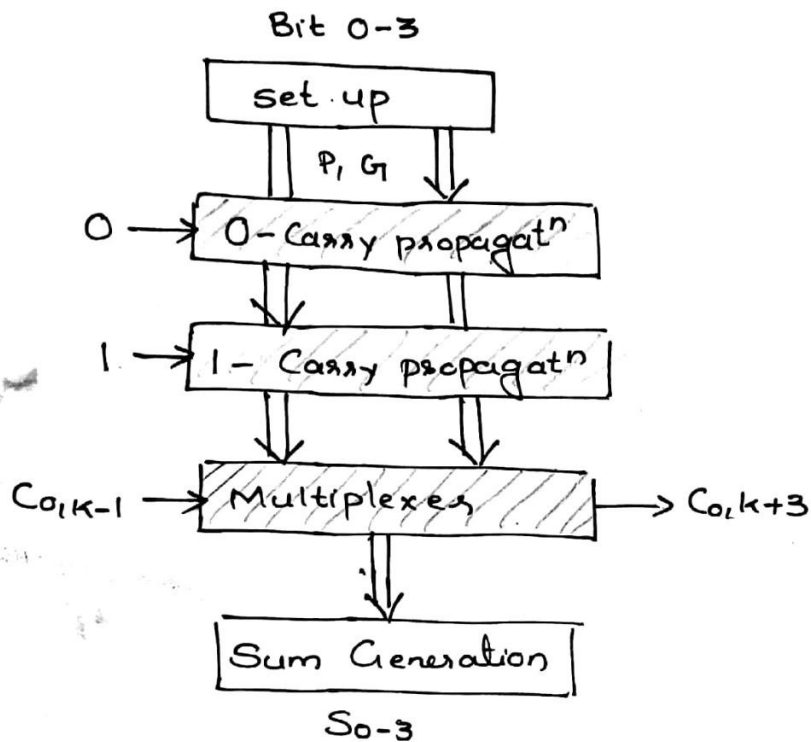 Bit 0-3
set up
P, G
0 → 0-Carry propagatⁿ
1 → 1- Carry propagatⁿ
Co,k-1 → Multiplexer → Co,k+3
Sum Generation
S0-3